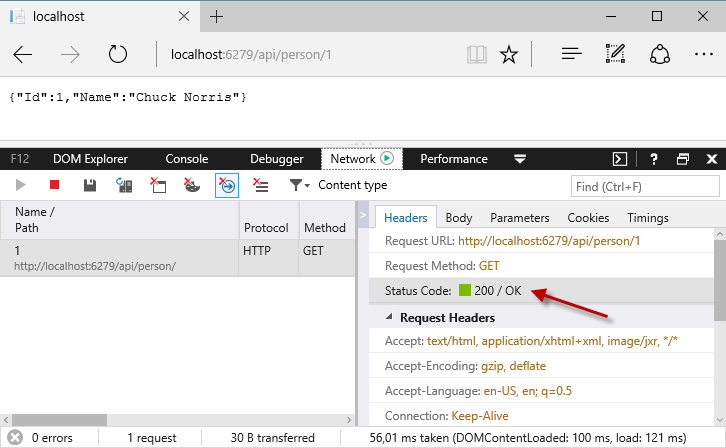 localhost
localhost:6279/api/person/1
{"Id":1,"Name":"Chuck Norris"}
F12 DOM Explorer Console Debugger Network Performance
Content type Find (Ctrl+F)
Name / Path Protocol Method
1 HTTP GET
http://localhost:6279/api/person/
Headers Body Parameters Cookies Timings
Request URL: http://localhost:6279/api/person/1
Request Method: GET
Status Code: 200 / OK
Request Headers
Accept: text/html, application/xhtml+xml, image/jxr, */*
Accept-Encoding: gzip, deflate
Accept-Language: en-US, en; q=0.5
Connection: Keep-Alive
0 errors 1 request 30 B transferred 56,01 ms taken (DOMContentLoaded: 100 ms, load: 121 ms)